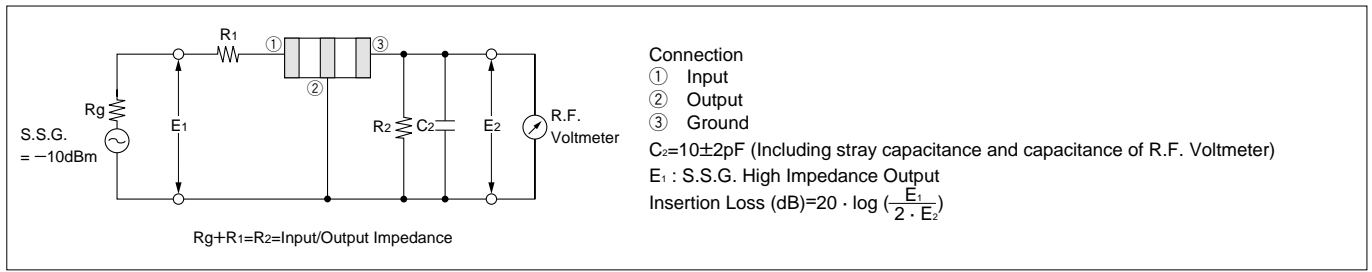 R1
①
③
②
Rg
E1
R2
C2
E2
R.F.
Voltmeter
S.S.G.
= −10dBm
Rg+R1=R2=Input/Output Impedance
Connection
① Input
② Output
③ Ground
C2=10±2pF (Including stray capacitance and capacitance of R.F. Voltmeter)
E1 : S.S.G. High Impedance Output
Insertion Loss (dB)=20 · log (E1 / 2 · E2)